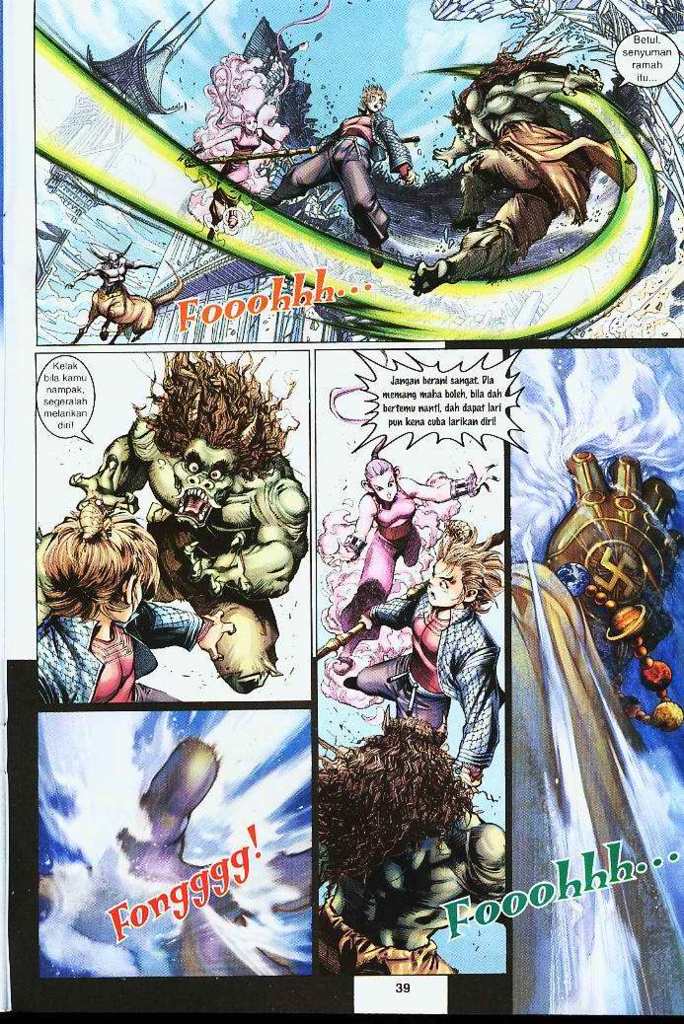 Betul,
senyuman
ramah
itu...
Fooohhh...
Kelak
bila kamu
nampak,
segeralah
melarikan
diri!
Jangan berani sangat. Dia
memang maha boleh, bila dah
bertemu nanti, dah dapat lari
pun kena cuba larikan diri!
Fongggg!
Fooohhh...
39